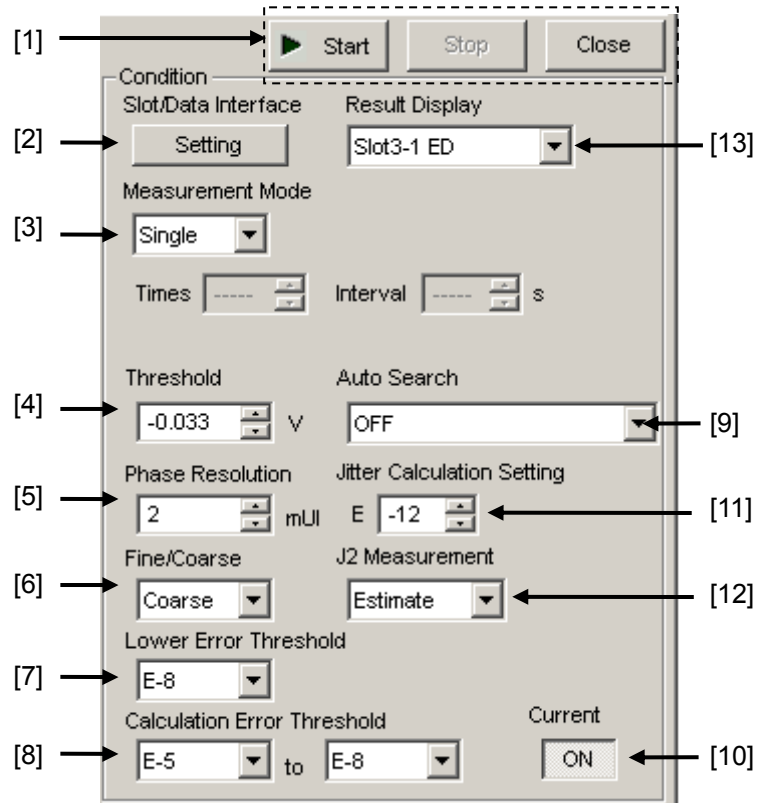 [1] Start Stop Close
Condition
Slot/Data Interface Result Display
[2] Setting Slot3-1 ED [13]
Measurement Mode
[3] Single
Times ----- Interval ----- s
Threshold Auto Search
[4] -0.033 V OFF [9]
Phase Resolution Jitter Calculation Setting
[5] 2 mUI E -12 [11]
Fine/Coarse J2 Measurement
[6] Coarse Estimate [12]
Lower Error Threshold
[7] E-8
Calculation Error Threshold Current
[8] E-5 to E-8 ON [10]